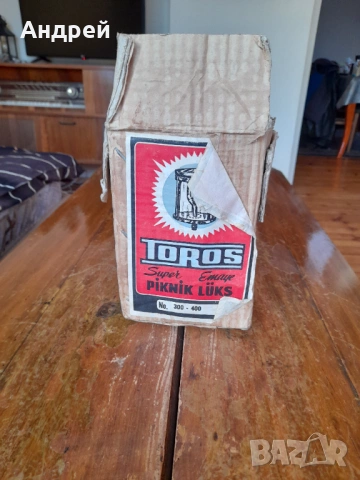 Андрей
TOROS
Super Emaye
PİKNİK LÜKS
No. 300 - 400
BAZAR